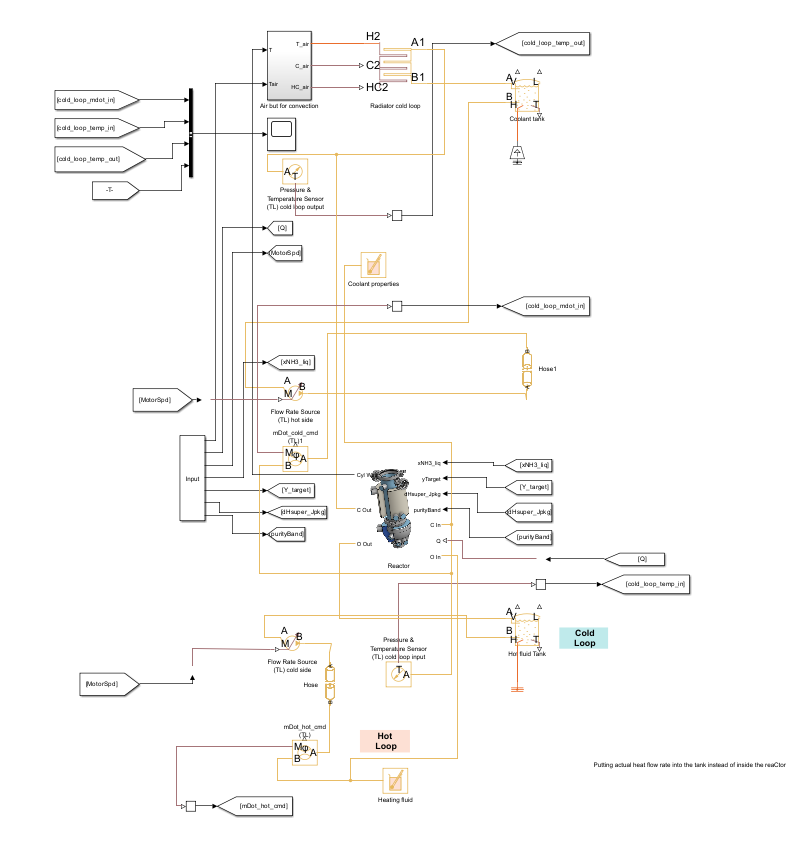 H2
A1
[cold_loop_temp_out]
T
T_air
C_air
C2
Tair
HC_air
HC2
B1
A
V
L
B
H
T
Air but for convection
Radiator cold loop
Coolant tank
[cold_loop_mdot_in]
[cold_loop_temp_in]
[cold_loop_temp_out]
-T-
A
T
Pressure &
Temperature Sensor
(TL) cold loop output
[Q]
[MotorSpd]
Coolant properties
[cold_loop_mdot_in]
[xNH3_liq]
Hose1
A
M
B
[MotorSpd]
Flow Rate Source
(TL) hot side
mDot_cold_cmd
(TL)1
Mφ
A
B
Input
Cyl W
xNH3_liq
[xNH3_liq]
yTarget
[Y_target]
[Y_target]
dHsuper_Jpkg
[dHsuper_Jpkg]
[dHsuper_Jpkg]
C Out
purityBand
C In
[purityBand]
[purityBand]
O Out
Q
O In
[Q]
Reactor
[cold_loop_temp_in]
A
V
L
B
H
T
Hot fluid Tank
Cold
Loop
A
M
B
Flow Rate Source
(TL) cold side
Pressure &
Temperature Sensor
(TL) cold loop input
T
A
[MotorSpd]
Hose
mDot_hot_cmd
(TL)
Mφ
A
B
Hot
Loop
Putting actual heat flow rate into the tank instead of inside the reaCtor
Heating fluid
[mDot_hot_cmd]